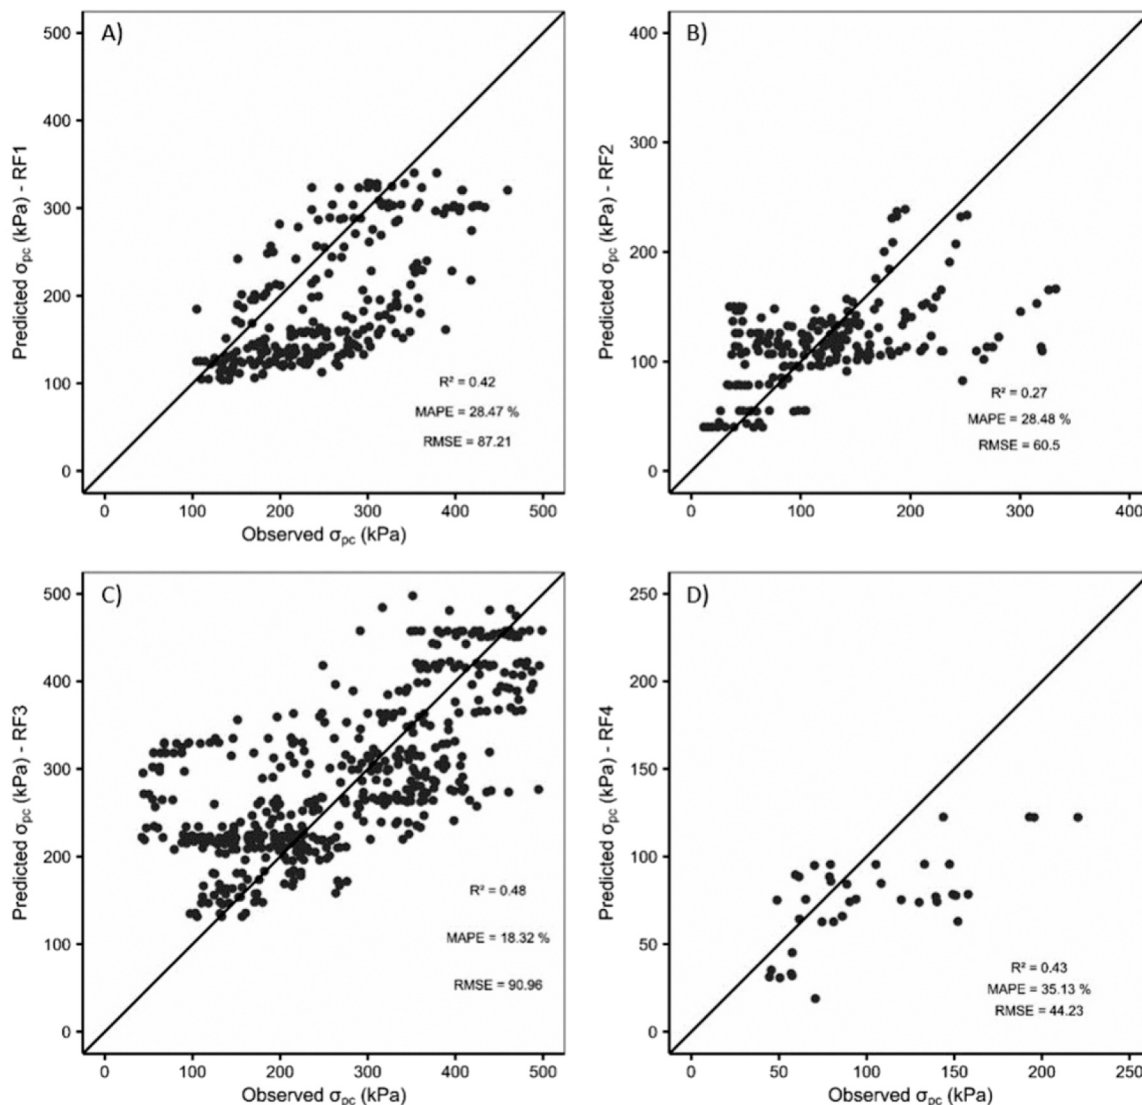 A)
500
400
300
200
100
0
Predicted σpc (kPa) - RF1
R² = 0.42
MAPE = 28.47 %
RMSE = 87.21
0 100 200 300 400 500
Observed σpc (kPa)
B)
400
300
200
100
0
Predicted σpc (kPa) - RF2
R² = 0.27
MAPE = 28.48 %
RMSE = 60.5
0 100 200 300 400
C)
500
400
300
200
100
0
Predicted σpc (kPa) - RF3
R² = 0.48
MAPE = 18.32 %
RMSE = 90.96
0 100 200 300 400 500
Observed σpc (kPa)
D)
250
200
150
100
50
0
Predicted σpc (kPa) - RF4
R² = 0.43
MAPE = 35.13 %
RMSE = 44.23
0 50 100 150 200 250
Observed σpc (kPa)